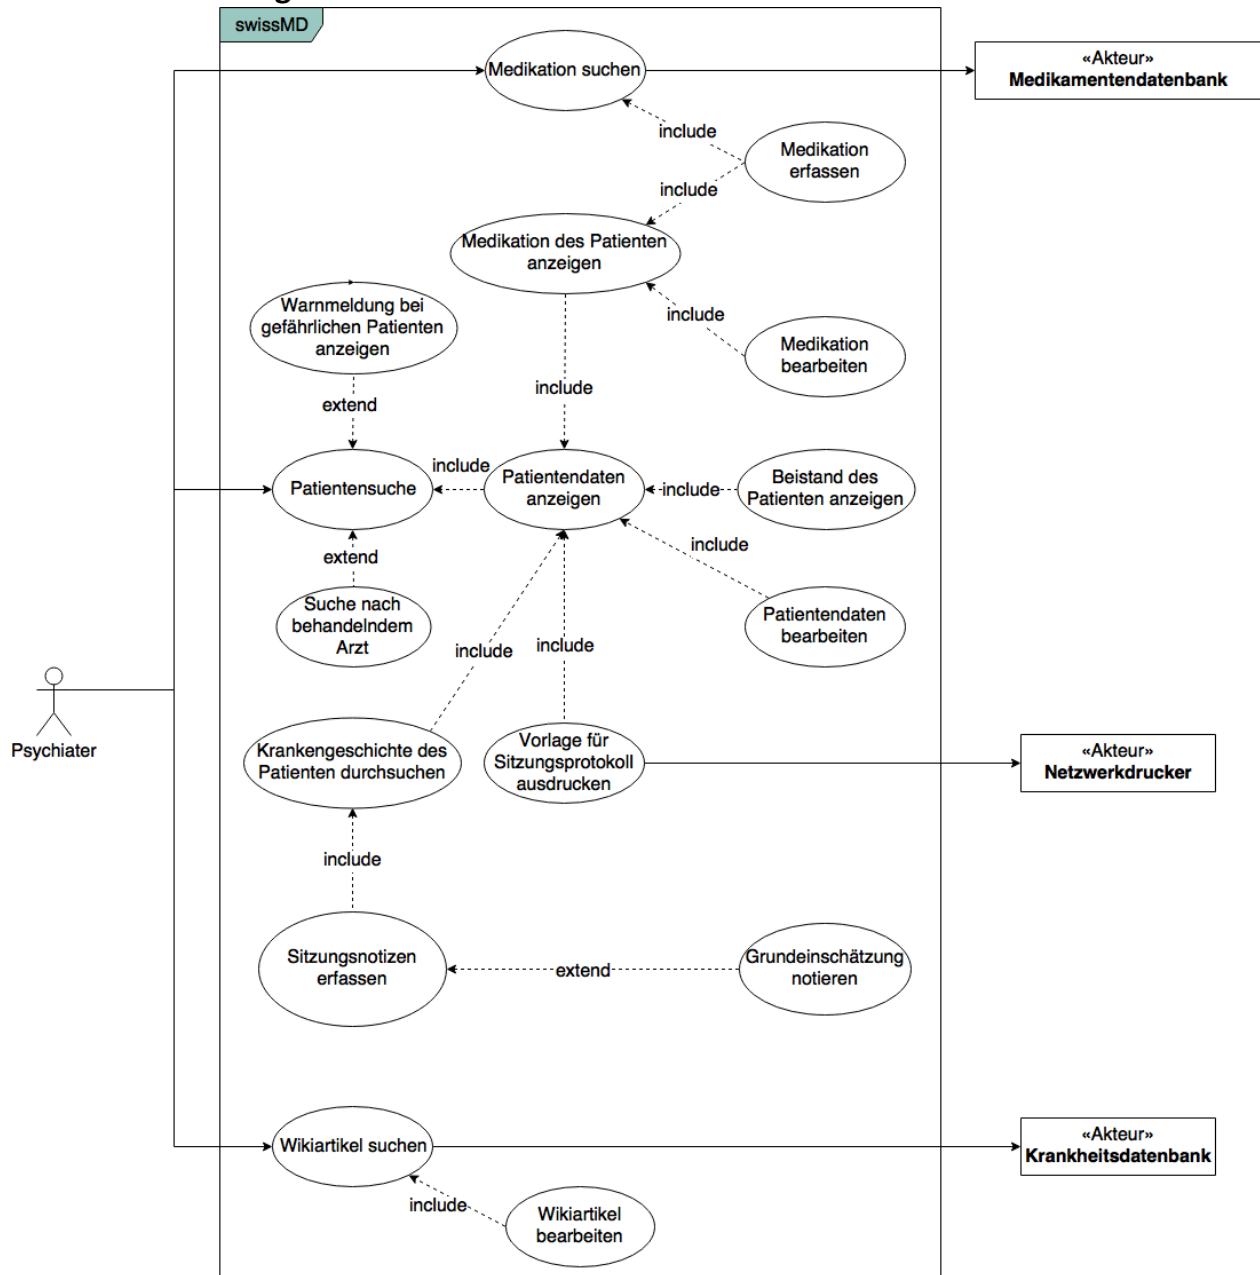 swissMD
Medikation suchen
«Akteur»
Medikamentendatenbank
include
Medikation
erfassen
include
Medikation des Patienten
anzeigen
Warnmeldung bei
gefährlichen Patienten
anzeigen
include
Medikation
bearbeiten
include
extend
Patientensuche
include
Patientendaten
anzeigen
include
Beistand des
Patienten anzeigen
extend
include
Suche nach
behandelndem
Arzt
Patientendaten
bearbeiten
include
include
Psychiater
Krankengeschichte des
Patienten durchsuchen
Vorlage für
Sitzungsprotokoll
ausdrucken
«Akteur»
Netzwerkdrucker
include
Sitzungsnotizen
erfassen
extend
Grundeinschätzung
notieren
Wikiartikel suchen
«Akteur»
Krankheitsdatenbank
include
Wikiartikel
bearbeiten